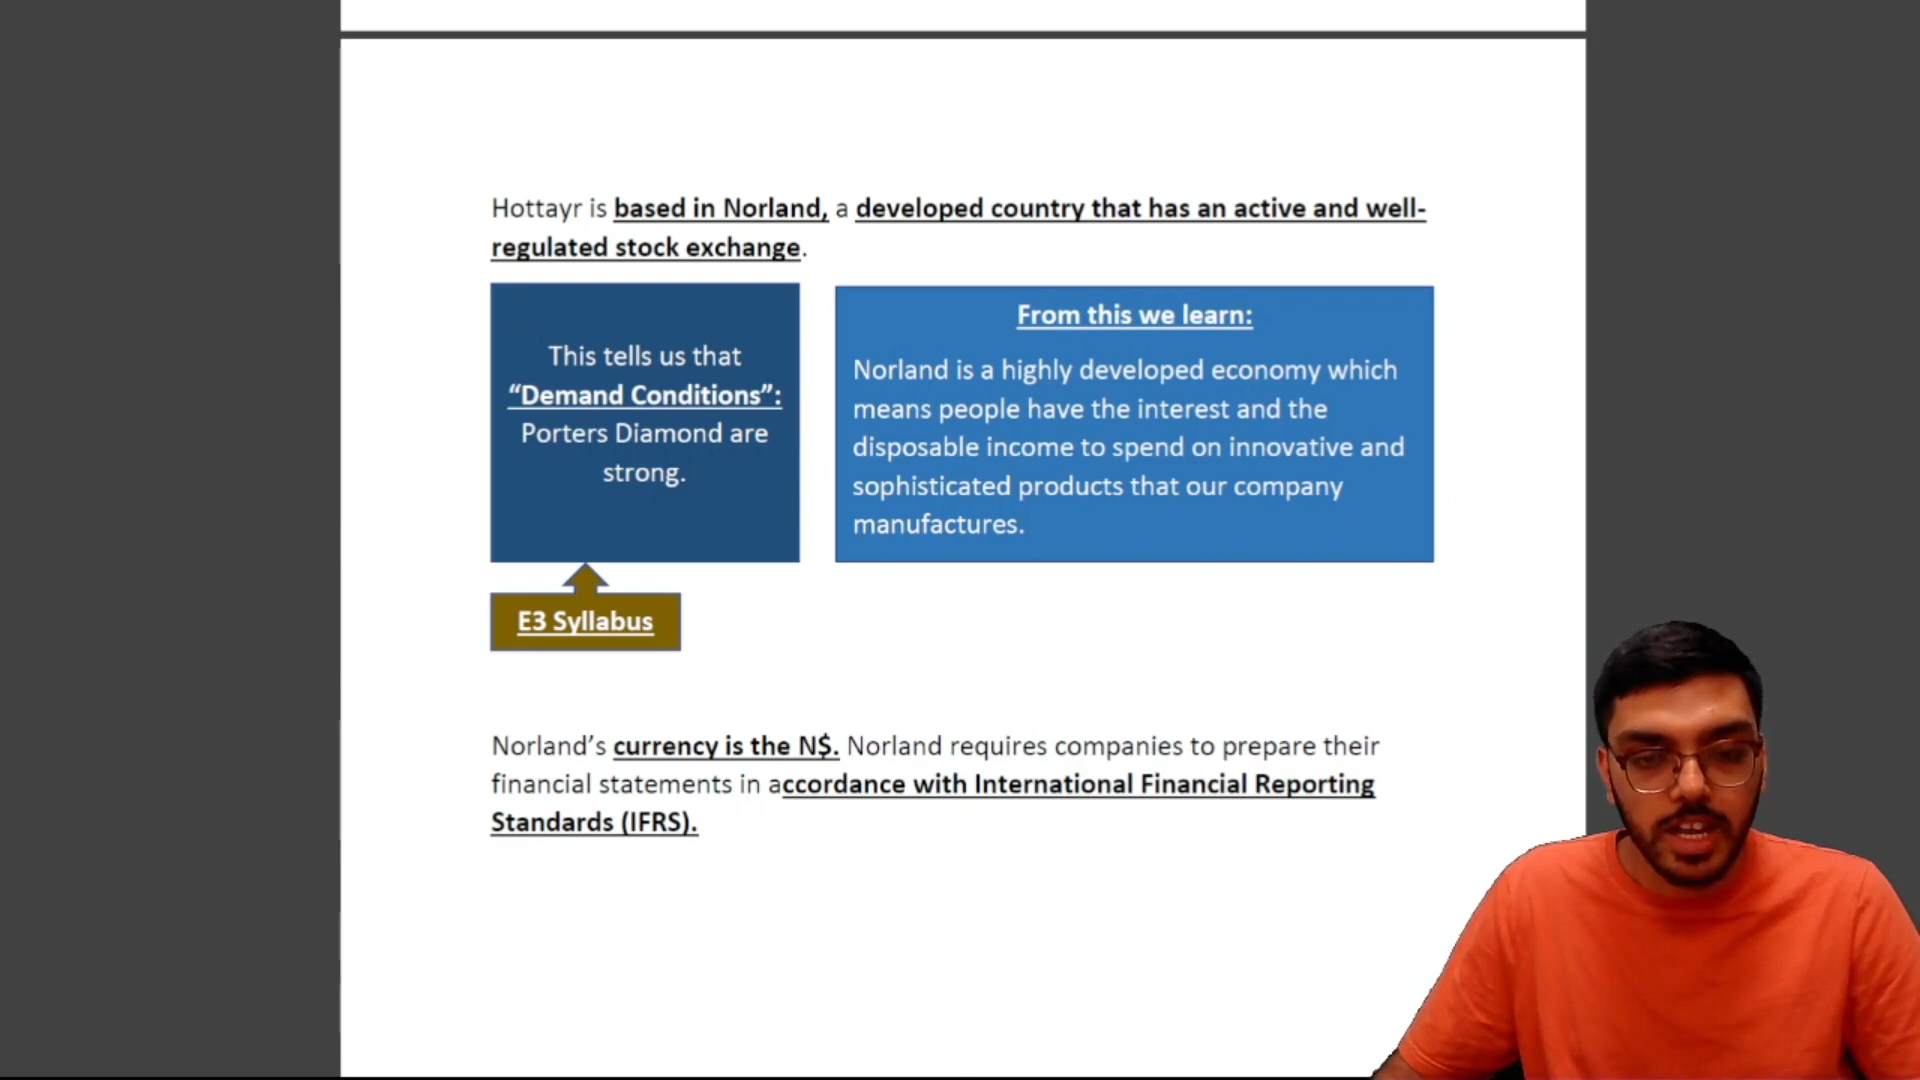 Hottayr is based in Norland, a developed country that has an active and well-
regulated stock exchange.
This tells us that
“Demand Conditions”:
Porters Diamond are
strong.
From this we learn:
Norland is a highly developed economy which
means people have the interest and the
disposable income to spend on innovative and
sophisticated products that our company
manufactures.
E3 Syllabus
Norland’s currency is the N$. Norland requires companies to prepare their
financial statements in accordance with International Financial Reporting
Standards (IFRS).